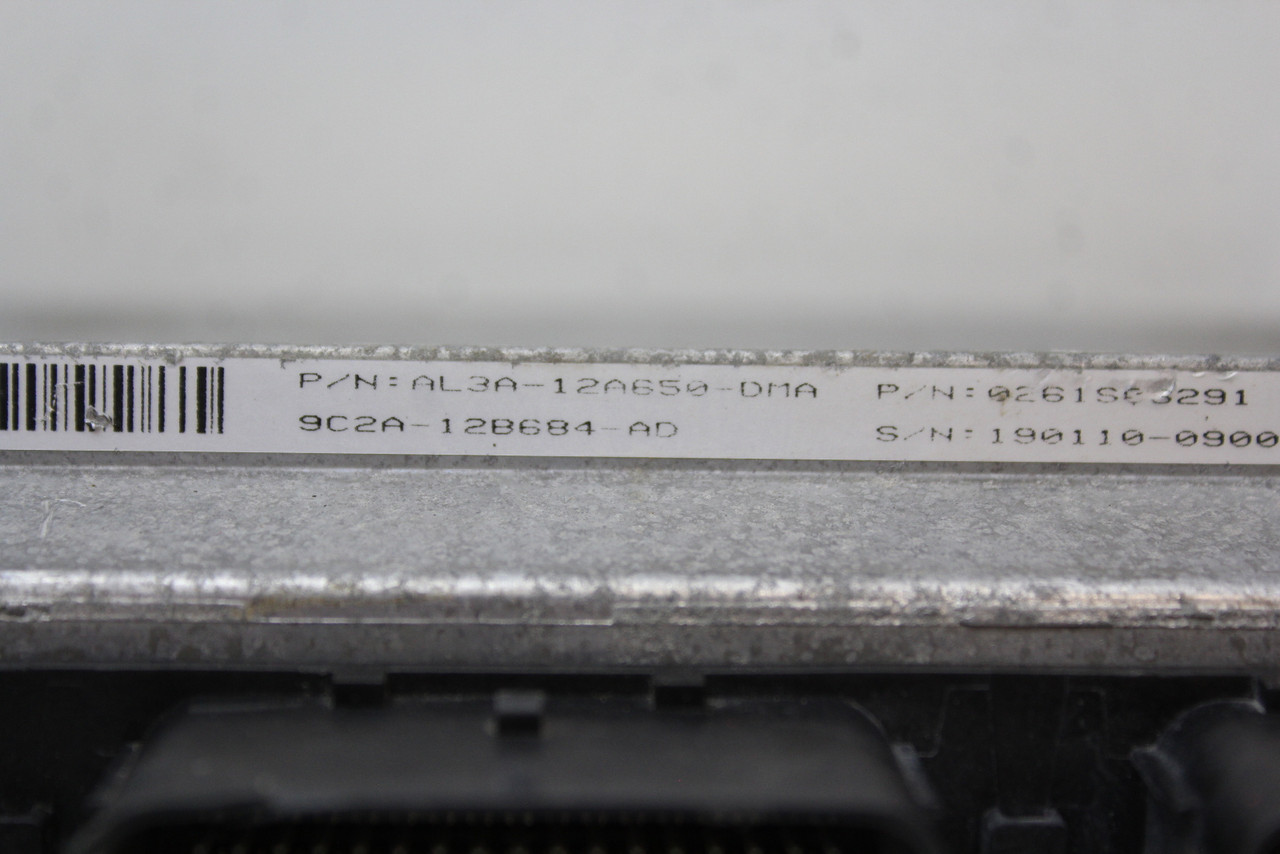 P/N:AL3A-12A650-DMA
9C2A-12B684-AD
P/N:
S/N:190110-0900